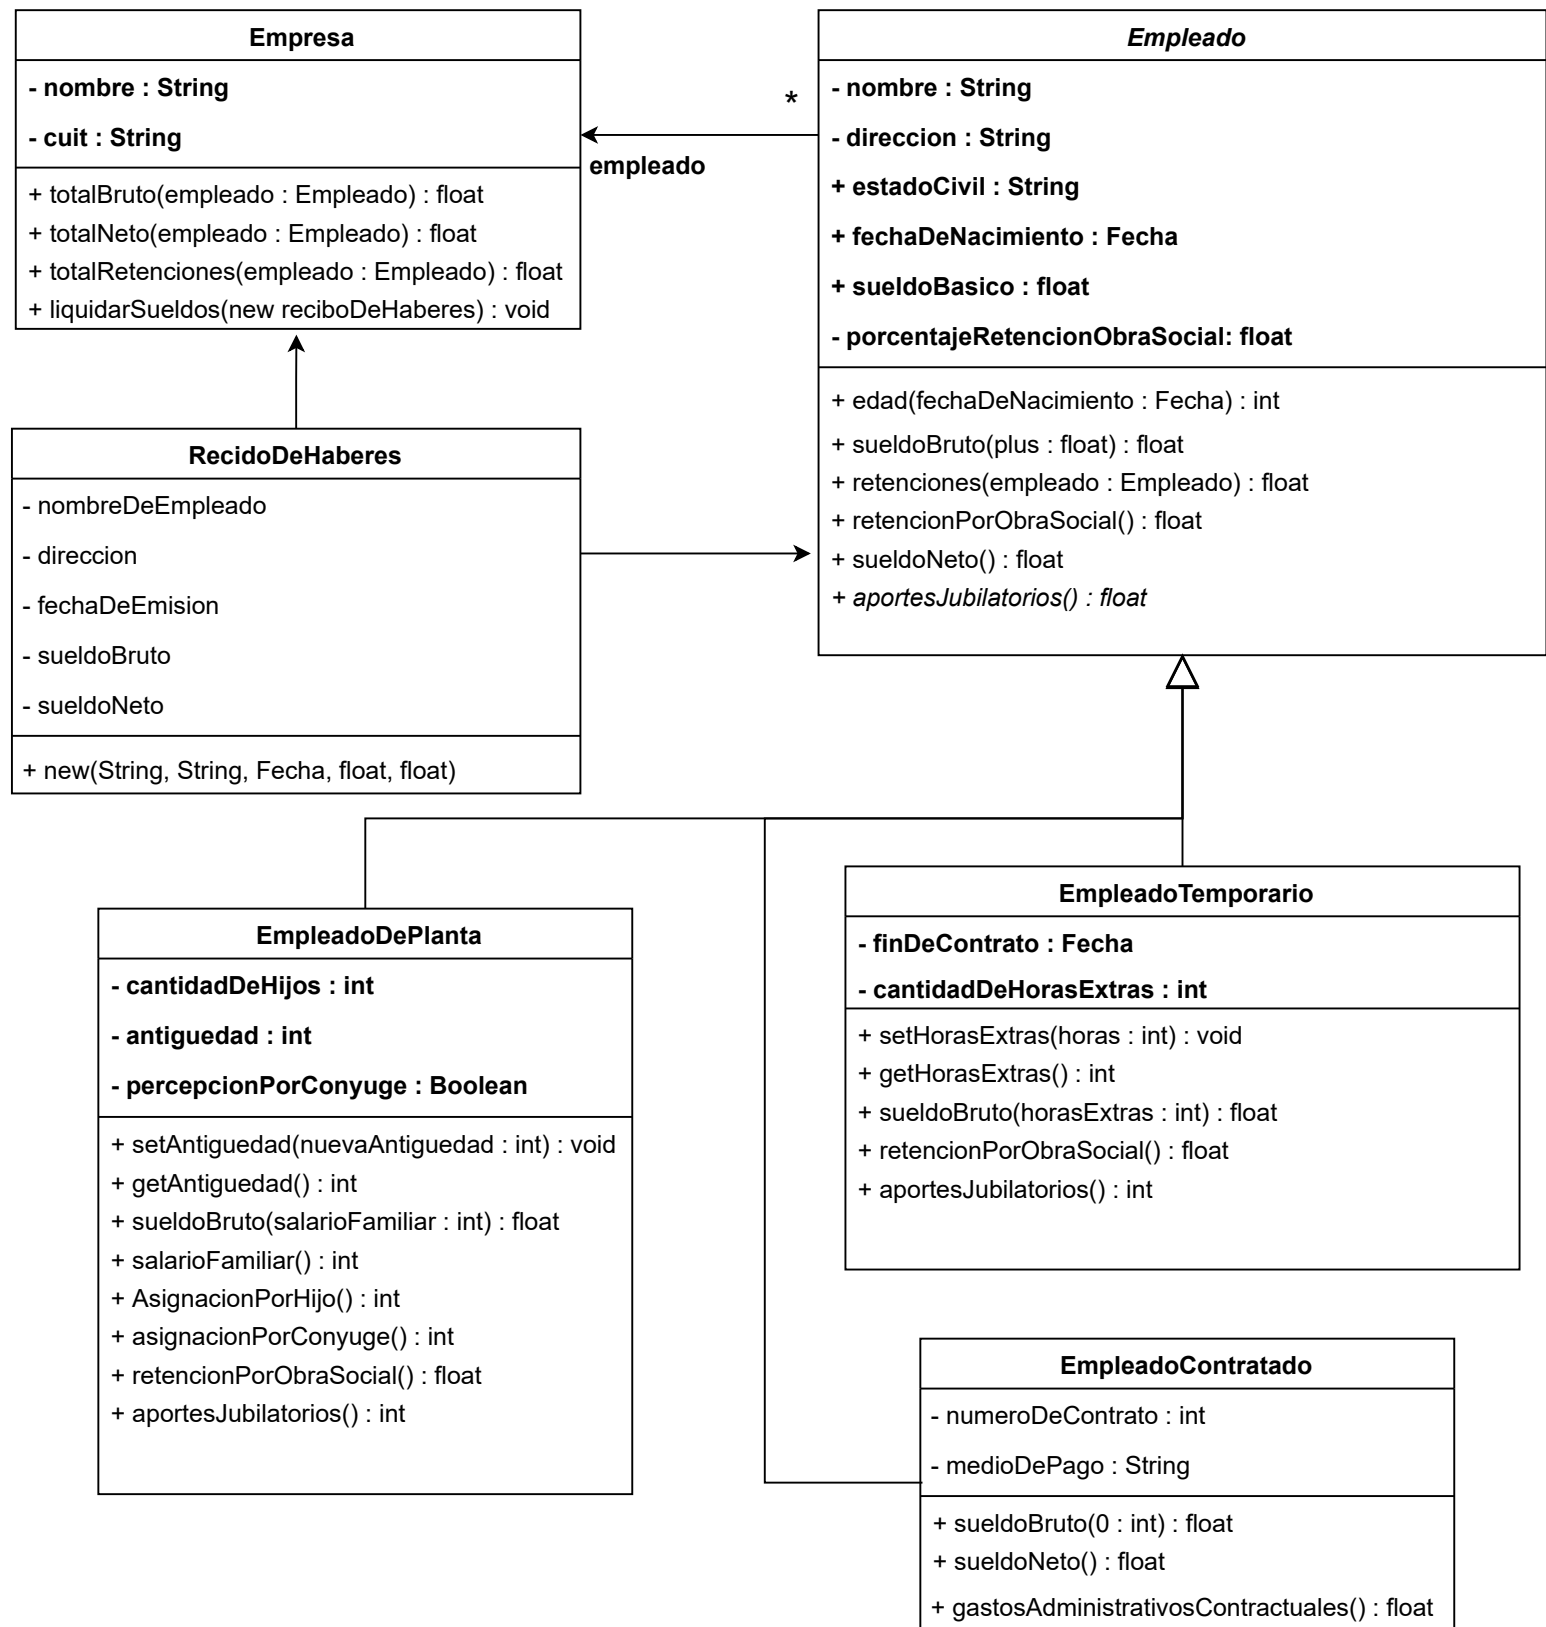 Empresa
- nombre : String
- cuit : String
+ totalBruto(empleado : Empleado) : float
+ totalNeto(empleado : Empleado) : float
+ totalRetenciones(empleado : Empleado) : float
+ liquidarSueldos(new reciboDeHaberes) : void
*
empleado
Empleado
- nombre : String
- direccion : String
+ estadoCivil : String
+ fechaDeNacimiento : Fecha
+ sueldoBasico : float
- porcentajeRetencionObraSocial: float
+ edad(fechaDeNacimiento : Fecha) : int
+ sueldoBruto(plus : float) : float
+ retenciones(empleado : Empleado) : float
+ retencionPorObraSocial() : float
+ sueldoNeto() : float
+ aportesJubilatorios() : float
RecidoDeHaberes
- nombreDeEmpleado
- direccion
- fechaDeEmision
- sueldoBruto
- sueldoNeto
+ new(String, String, Fecha, float, float)
EmpleadoDePlanta
- cantidadDeHijos : int
- antiguedad : int
- percepcionPorConyuge : Boolean
+ setAntiguedad(nuevaAntiguedad : int) : void
+ getAntiguedad() : int
+ sueldoBruto(salarioFamiliar : int) : float
+ salarioFamiliar() : int
+ AsignacionPorHijo() : int
+ asignacionPorConyuge() : int
+ retencionPorObraSocial() : float
+ aportesJubilatorios() : int
EmpleadoTemporario
- finDeContrato : Fecha
- cantidadDeHorasExtras : int
+ setHorasExtras(horas : int) : void
+ getHorasExtras() : int
+ sueldoBruto(horasExtras : int) : float
+ retencionPorObraSocial() : float
+ aportesJubilatorios() : int
EmpleadoContratado
- numeroDeContrato : int
- medioDePago : String
+ sueldoBruto(0 : int) : float
+ sueldoNeto() : float
+ gastosAdministrativosContractuales() : float